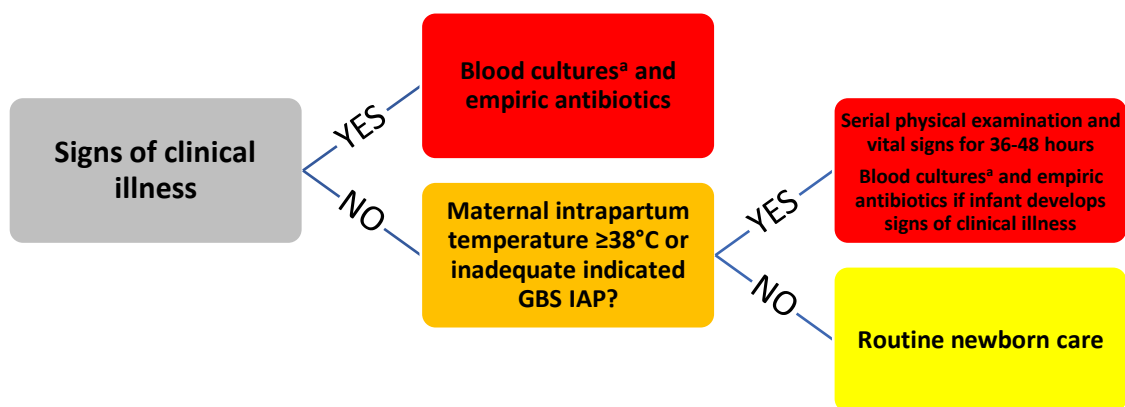 Signs of clinical
illness
YES
NO
Blood culturesᵃ and
empiric antibiotics
Maternal intrapartum
temperature ≥38°C or
inadequate indicated
GBS IAP?
YES
NO
Serial physical examination and
vital signs for 36-48 hours
Blood culturesᵃ and empiric
antibiotics if infant develops
signs of clinical illness
Routine newborn care